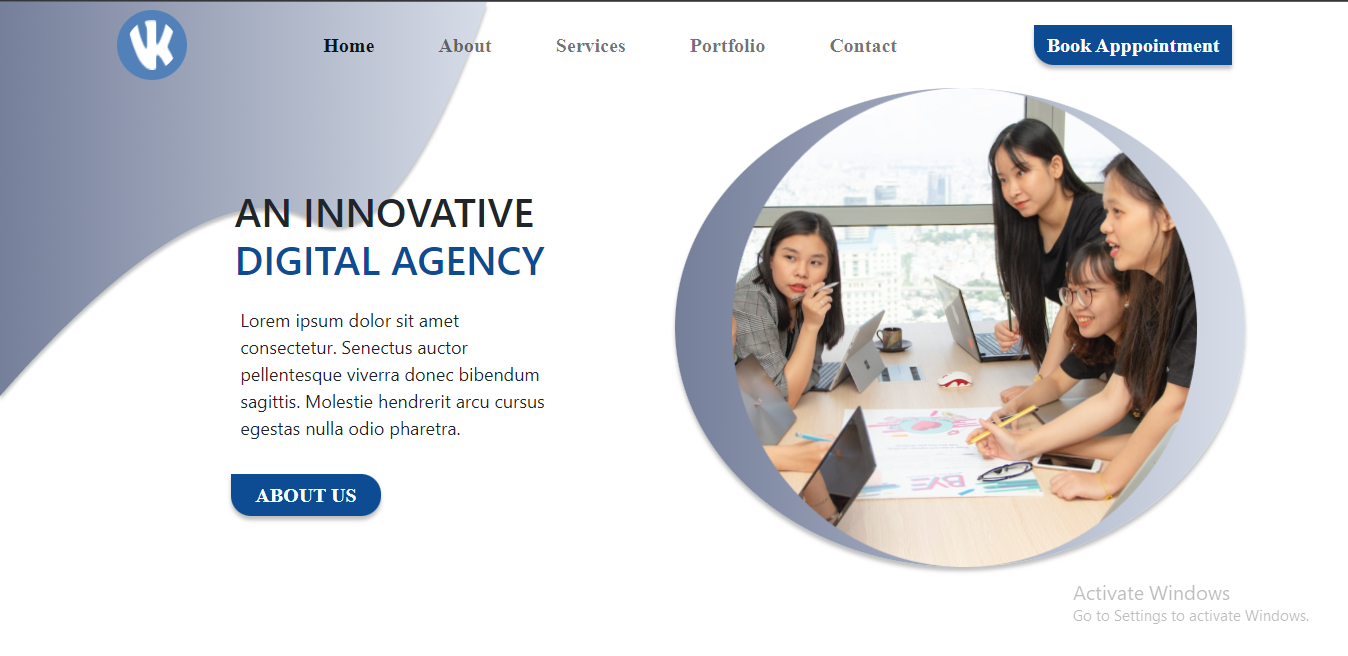 VK
Home About Services Portfolio Contact Book Apppointment
AN INNOVATIVE
DIGITAL AGENCY
Lorem ipsum dolor sit amet
consectetur. Senectus auctor
pellentesque viverra donec bibendum
sagittis. Molestie hendrerit arcu cursus
egestas nulla odio pharetra.
ABOUT US
BYE
Activate Windows
Go to Settings to activate Windows.